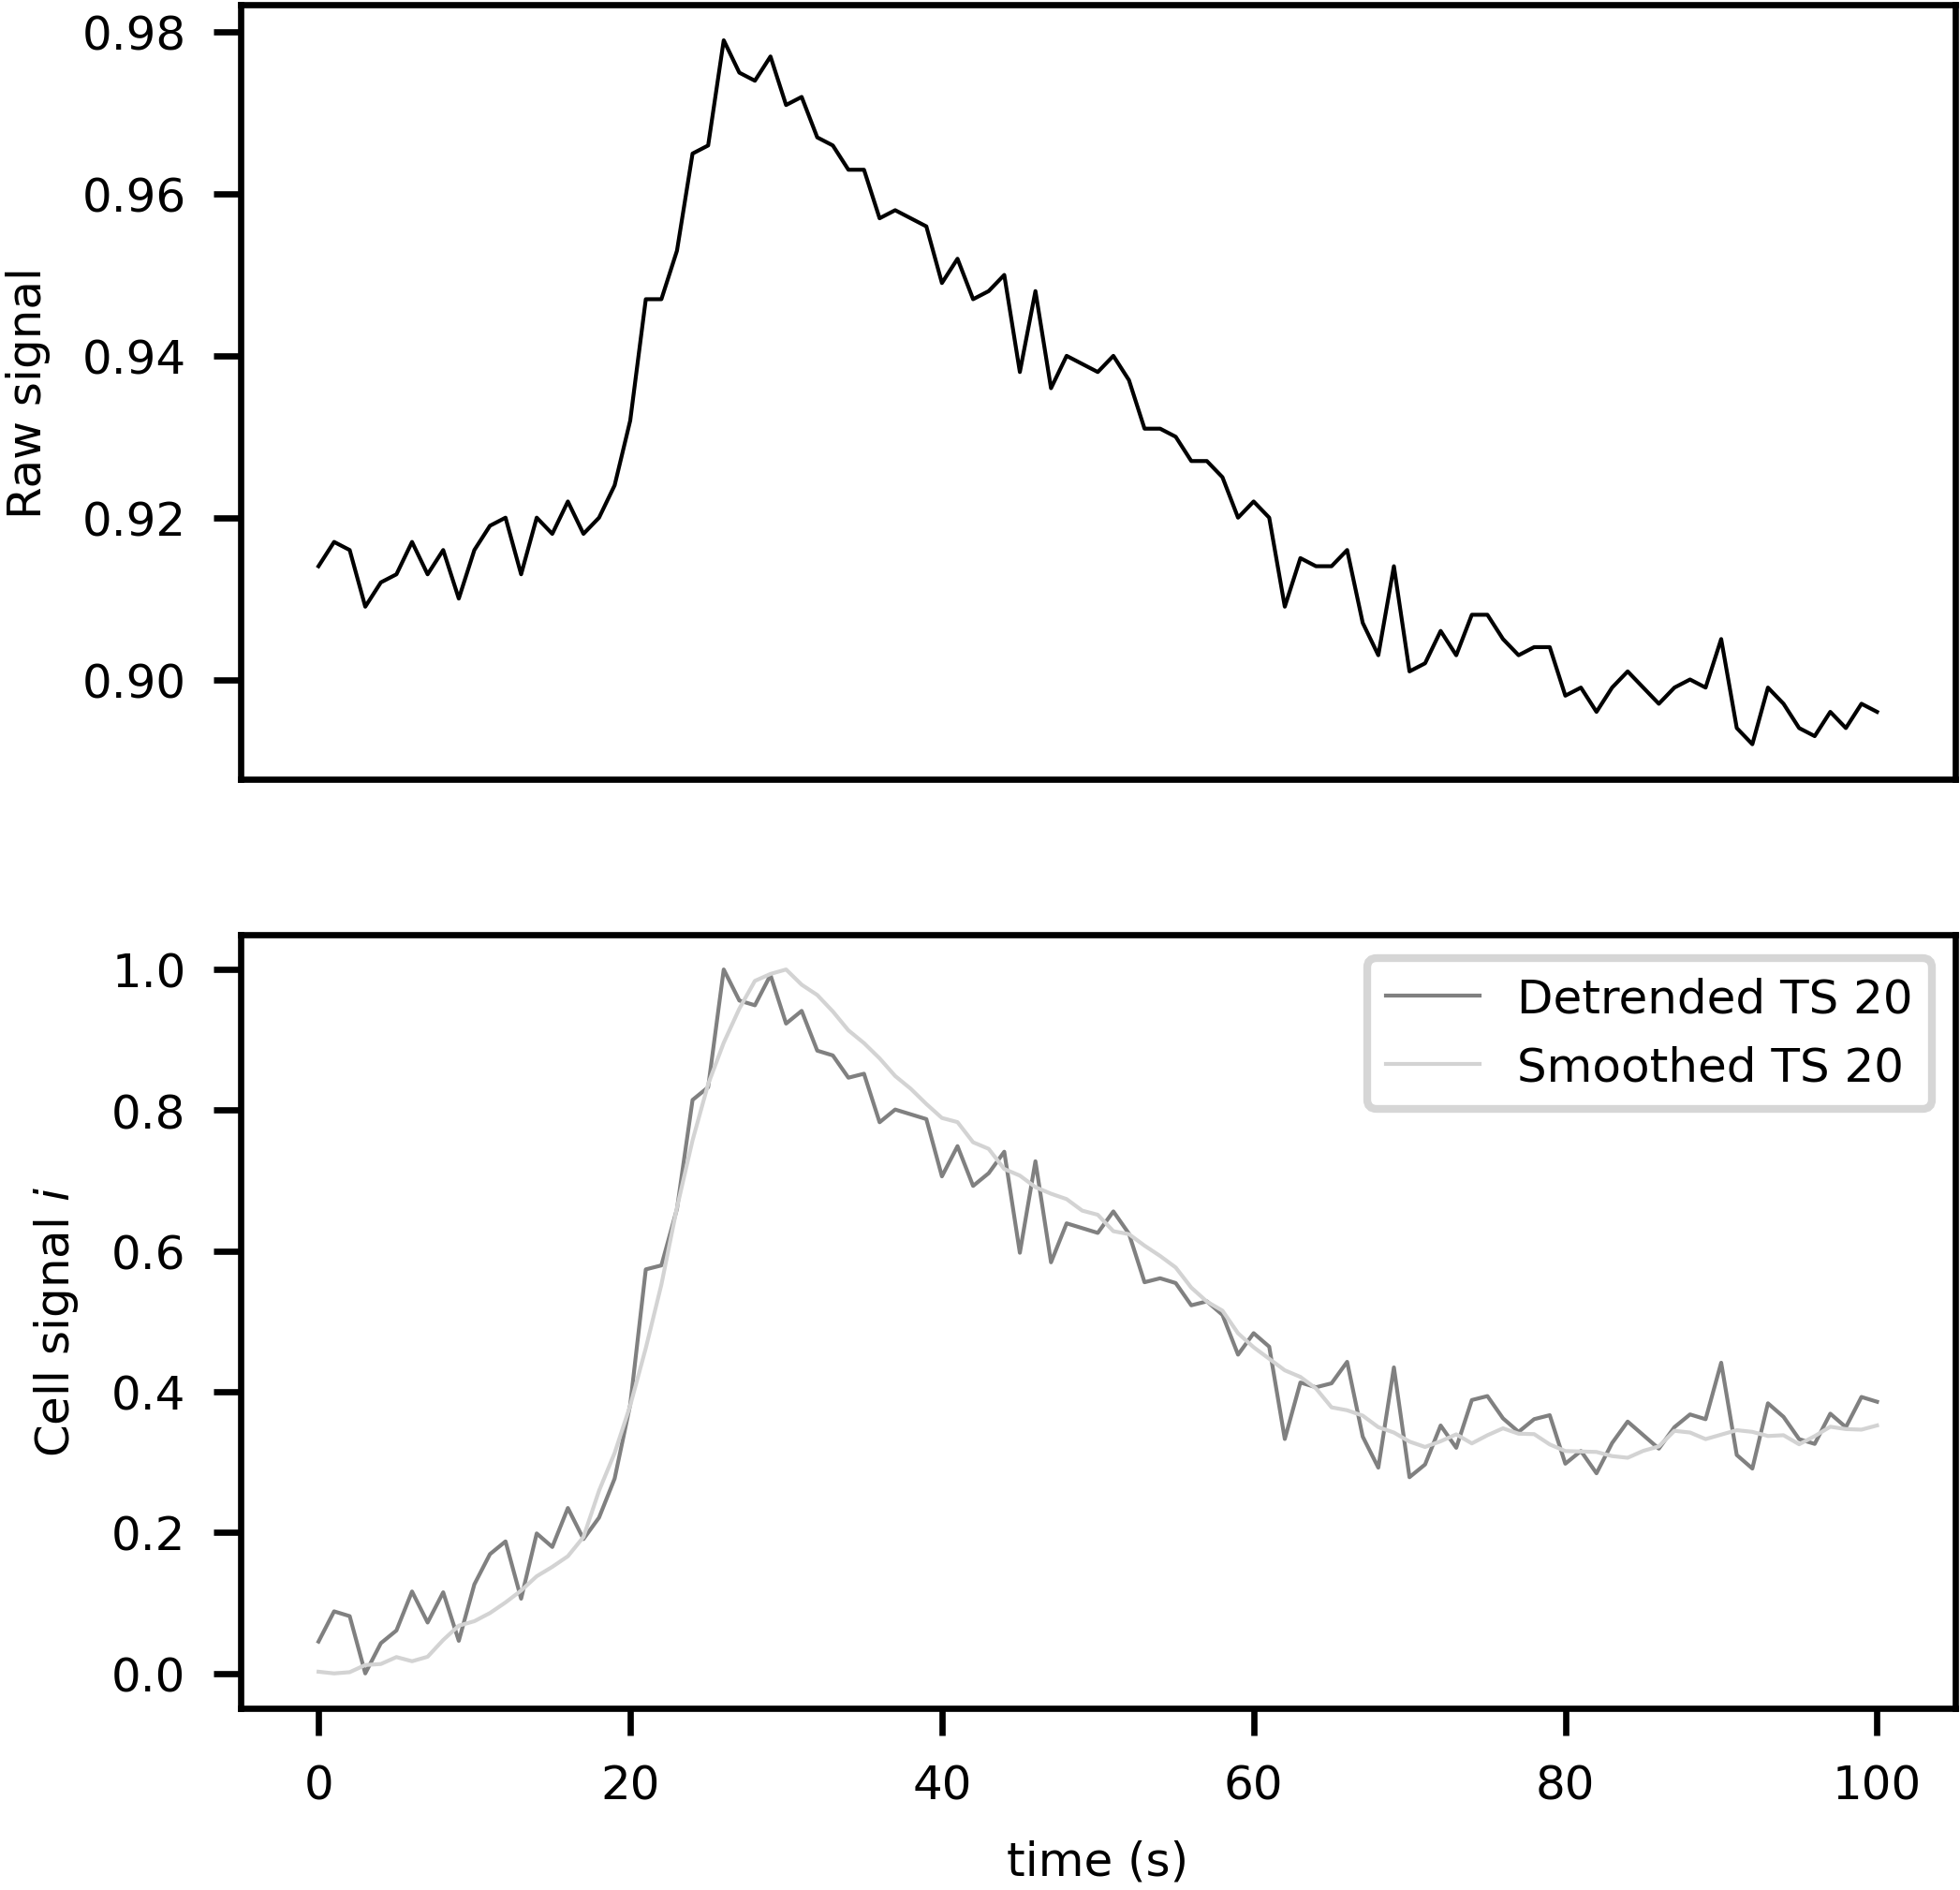 0.98
0.96
0.94
0.92
0.90
Raw signal
1.0
0.8
0.6
0.4
0.2
0.0
Cell signal i
Detrended TS 20
Smoothed TS 20
0 20 40 60 80 100
time (s)